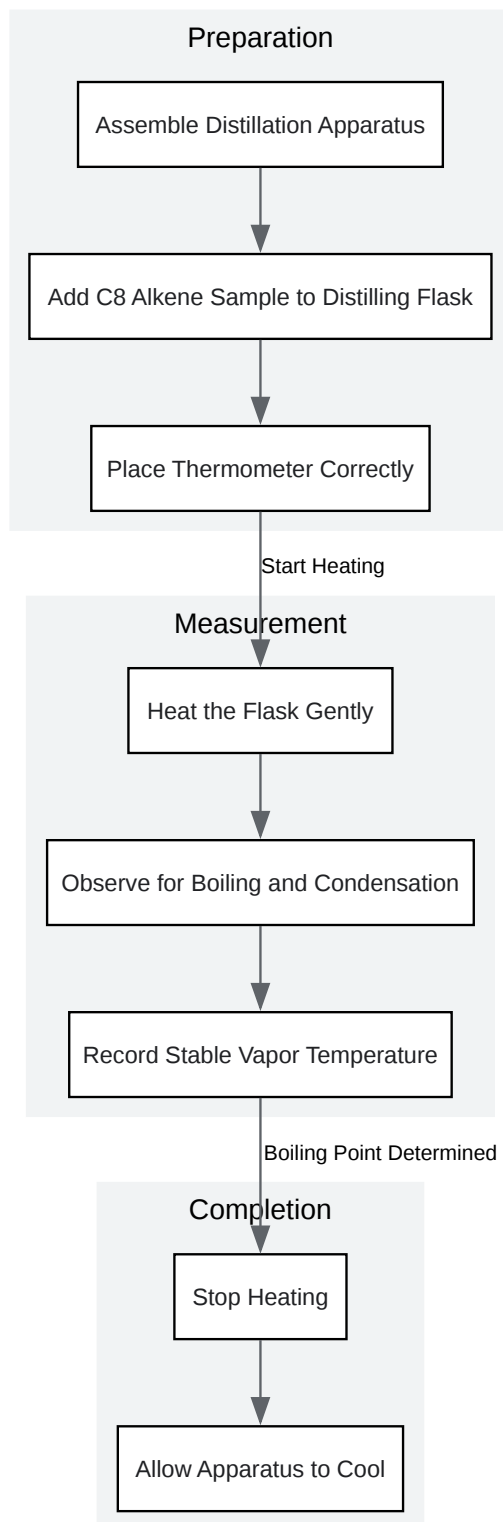 Preparation
Assemble Distillation Apparatus
Add C8 Alkene Sample to Distilling Flask
Place Thermometer Correctly
Start Heating
Measurement
Heat the Flask Gently
Observe for Boiling and Condensation
Record Stable Vapor Temperature
Boiling Point Determined
Completion
Stop Heating
Allow Apparatus to Cool